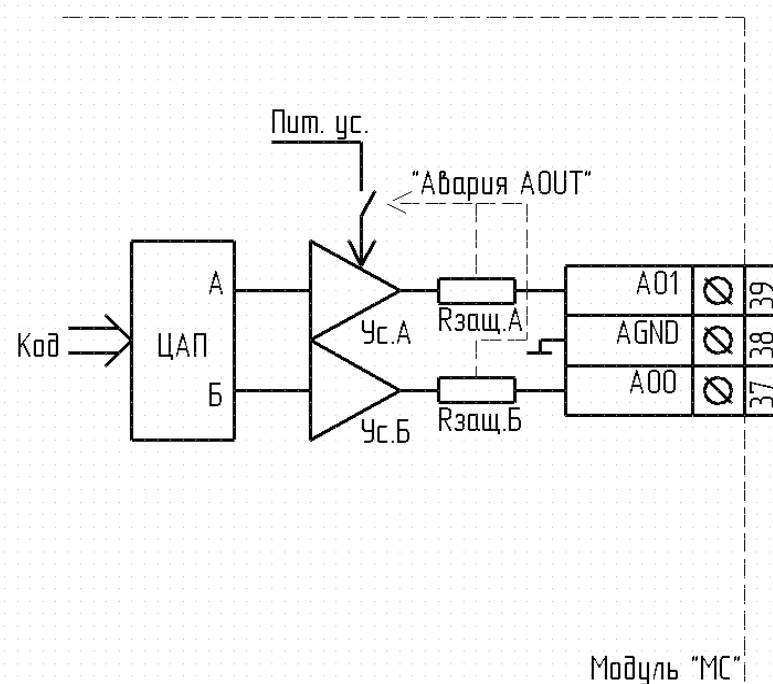 Пит. ус.
"Авария AOUT"
А
AO1
39
Rзащ.А
Ус.А
Код
ЦАП
AGND
38
Б
AO0
37
Ус.Б
Rзащ.Б
Модуль "МС"